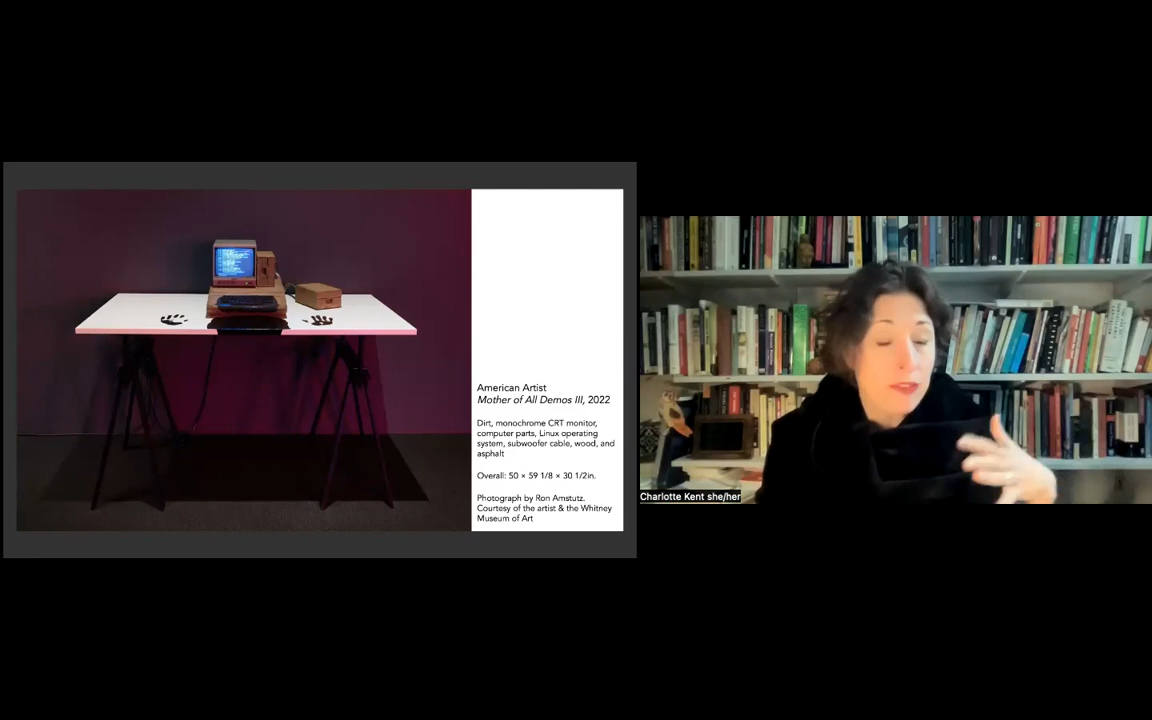 American Artist
Mother of All Demos III, 2022
Dirt, monochrome CRT monitor,
computer parts, Linux operating
system, subwoofer cable, wood, and
asphalt
Overall: 50 × 59 1/8 × 30 1/2in.
Photograph by Ron Amstutz.
Courtesy of the artist & the Whitney
Museum of Art
Charlotte Kent she/her